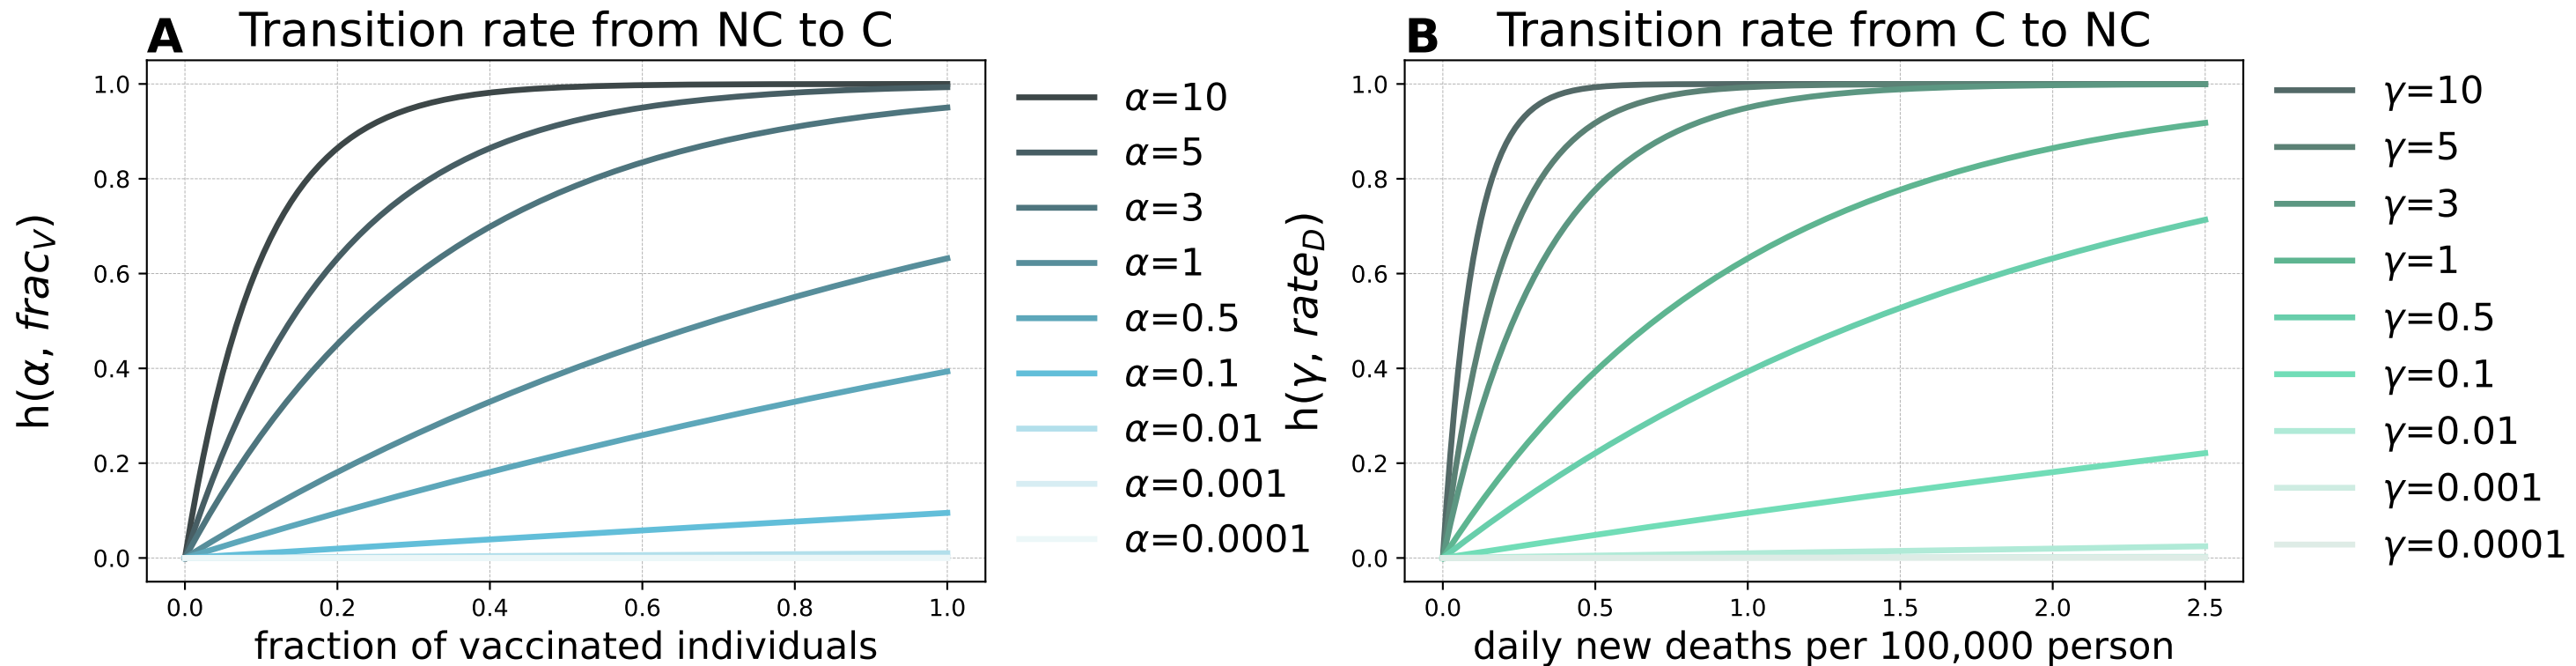 A Transition rate from NC to C
1.0
0.8
0.6
0.4
0.2
0.0
h(α, frac_V)
0.0 0.2 0.4 0.6 0.8 1.0
fraction of vaccinated individuals
α=10
α=5
α=3
α=1
α=0.5
α=0.1
α=0.01
α=0.001
α=0.0001
B Transition rate from C to NC
1.0
0.8
0.6
0.4
0.2
0.0
h(γ, rate_D)
0.0 0.5 1.0 1.5 2.0 2.5
daily new deaths per 100,000 person
γ=10
γ=5
γ=3
γ=1
γ=0.5
γ=0.1
γ=0.01
γ=0.001
γ=0.0001